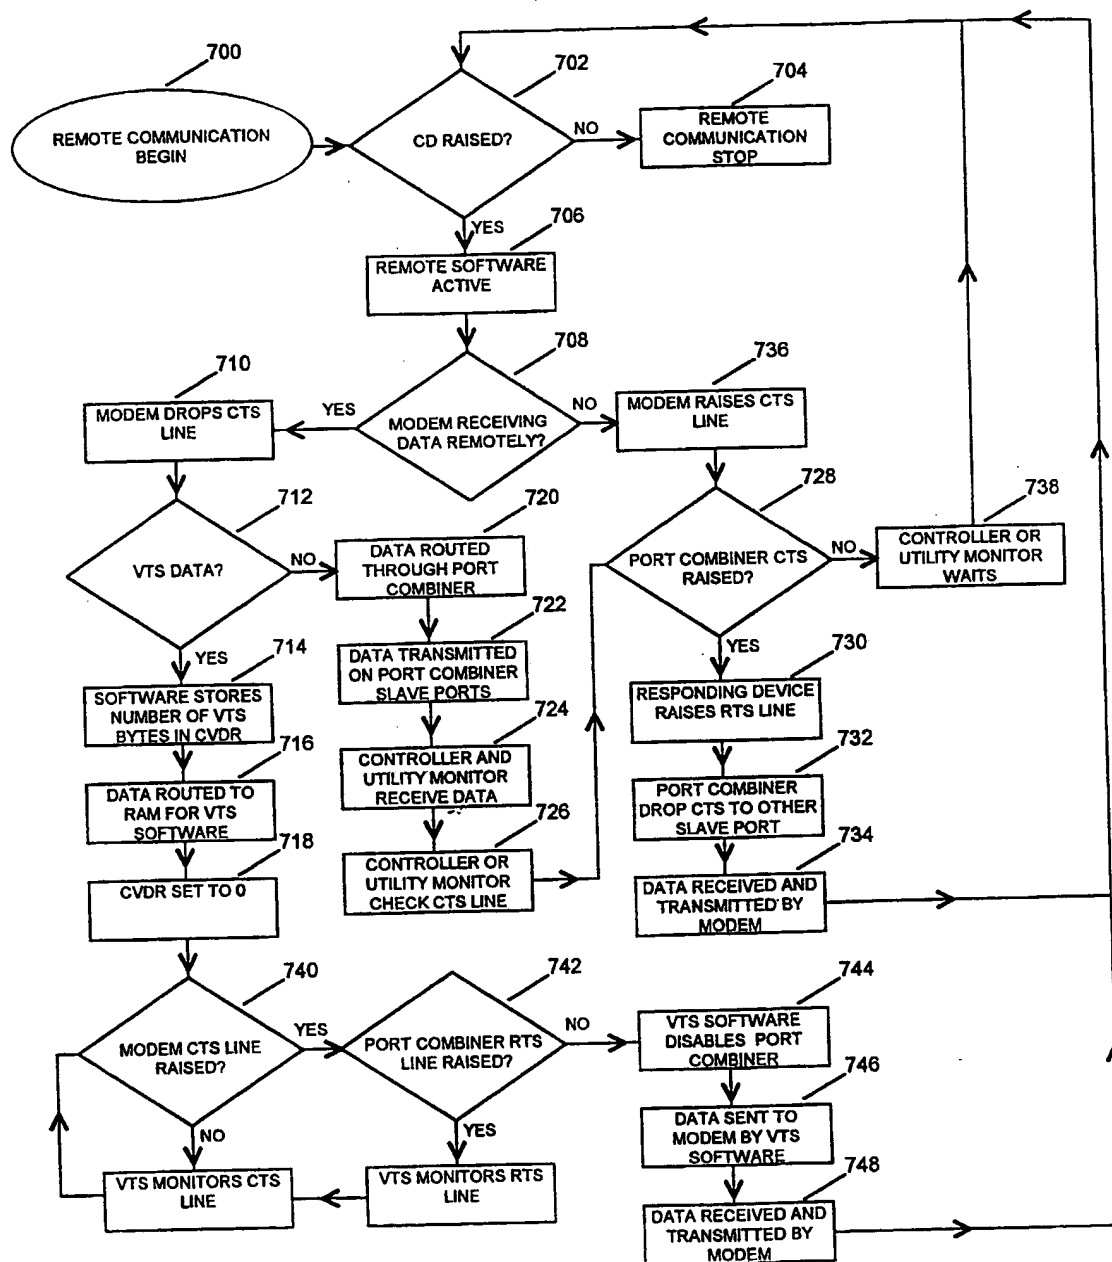 700
REMOTE COMMUNICATION
BEGIN
702
CD RAISED?
NO
704
REMOTE
COMMUNICATION
STOP
YES
706
REMOTE SOFTWARE
ACTIVE
708
MODEM RECEIVING
DATA REMOTELY?
YES
NO
710
MODEM DROPS CTS
LINE
736
MODEM RAISES CTS
LINE
712
VTS DATA?
NO
YES
720
DATA ROUTED
THROUGH PORT
COMBINER
722
DATA TRANSMITTED
ON PORT COMBINER
SLAVE PORTS
724
CONTROLLER AND
UTILITY MONITOR
RECEIVE DATA
726
CONTROLLER OR
UTILITY MONITOR
CHECK CTS LINE
728
PORT COMBINER CTS
RAISED?
NO
738
CONTROLLER OR
UTILITY MONITOR
WAITS
YES
730
RESPONDING DEVICE
RAISES RTS LINE
732
PORT COMBINER
DROP CTS TO OTHER
SLAVE PORT
734
DATA RECEIVED AND
TRANSMITTED BY
MODEM
714
SOFTWARE STORES
NUMBER OF VTS
BYTES IN CVDR
716
DATA ROUTED TO
RAM FOR VTS
SOFTWARE
718
CVDR SET TO 0
740
MODEM CTS LINE
RAISED?
YES
NO
742
PORT COMBINER RTS
LINE RAISED?
NO
YES
VTS MONITORS CTS
LINE
VTS MONITORS RTS
LINE
744
VTS SOFTWARE
DISABLES PORT
COMBINER
746
DATA SENT TO
MODEM BY VTS
SOFTWARE
748
DATA RECEIVED AND
TRANSMITTED BY
MODEM